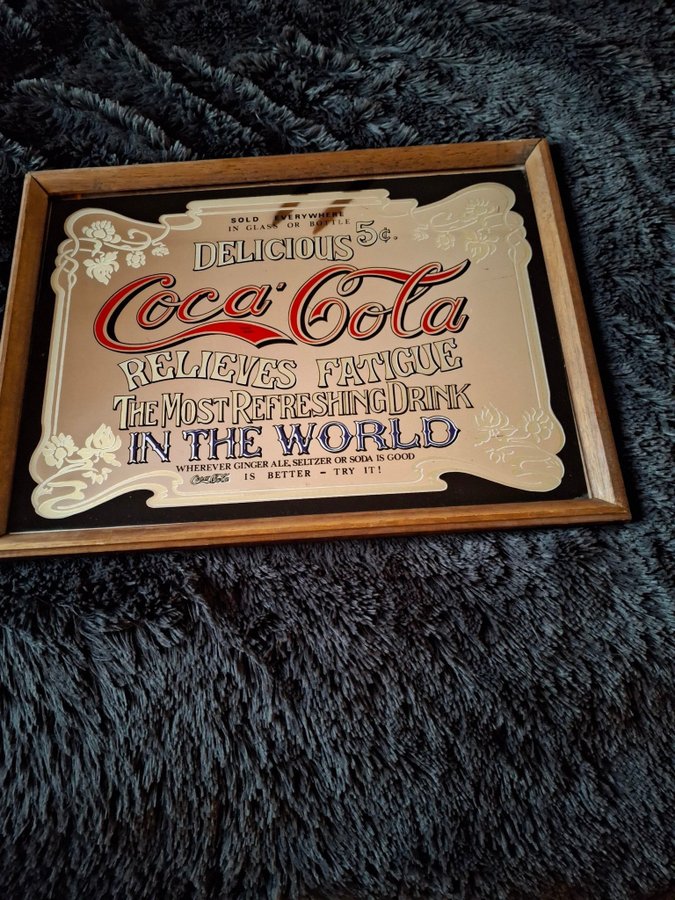 SOLD EVERYWHERE
IN GLASS OR BOTTLE
DELICIOUS 5¢.
Coca-Cola
RELIEVES FATIGUE
THE MOST REFRESHING DRINK
IN THE WORLD
WHEREVER GINGER ALE, SELTZER OR SODA IS GOOD
Coca-Cola IS BETTER - TRY IT!